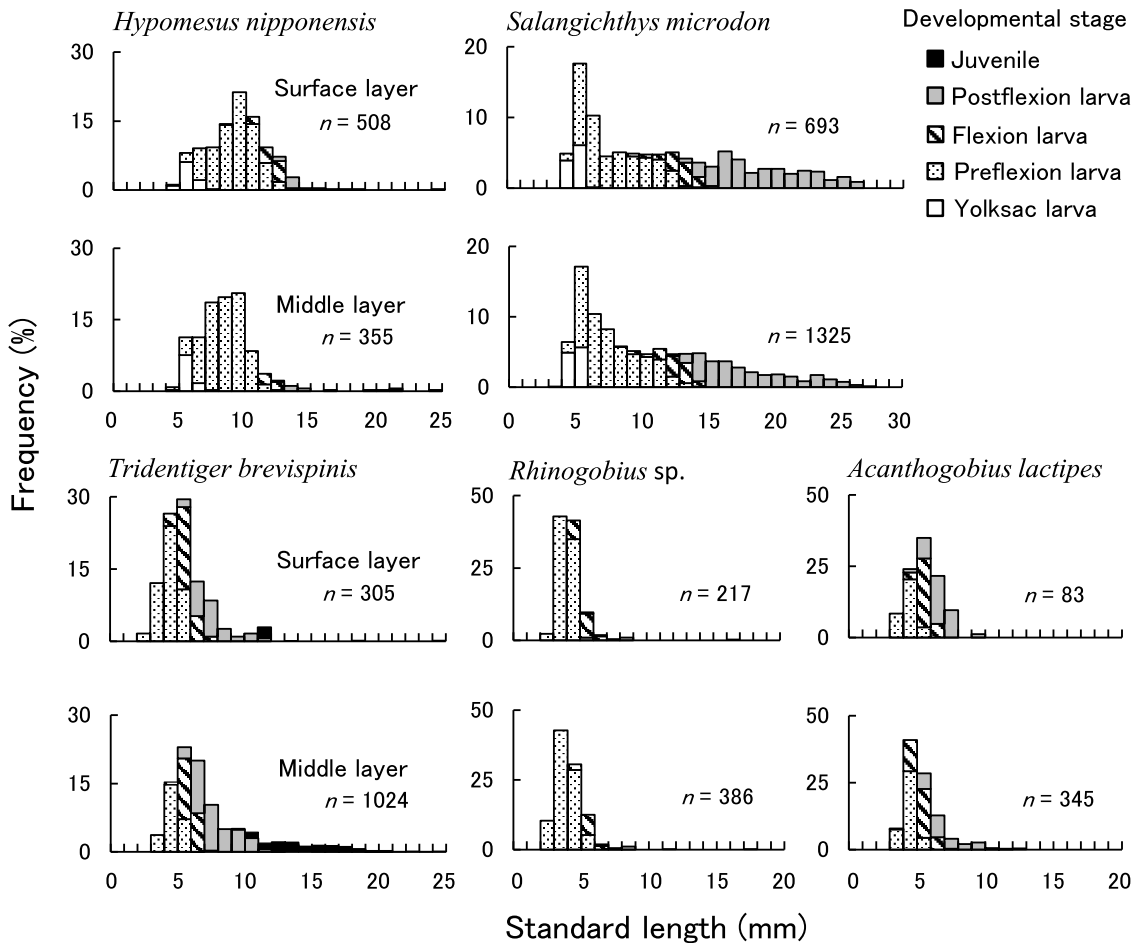 Hypomesus nipponensis
Salangichthys microdon
Developmental stage
Juvenile
Postflexion larva
Flexion larva
Preflexion larva
Yolksac larva
30
15
0
Surface layer
n = 508
20
10
0
n = 693
30
15
0
Middle layer
n = 355
0 5 10 15 20 25
20
10
0
n = 1325
0 5 10 15 20 25 30
Frequency (%)
Tridentiger brevispinis
Rhinogobius sp.
Acanthogobius lactipes
30
15
0
Surface layer
n = 305
50
25
0
n = 217
50
25
0
n = 83
30
15
0
Middle layer
n = 1024
0 5 10 15 20 25
50
25
0
n = 386
0 5 10 15 20
50
25
0
n = 345
0 5 10 15 20
Standard length (mm)